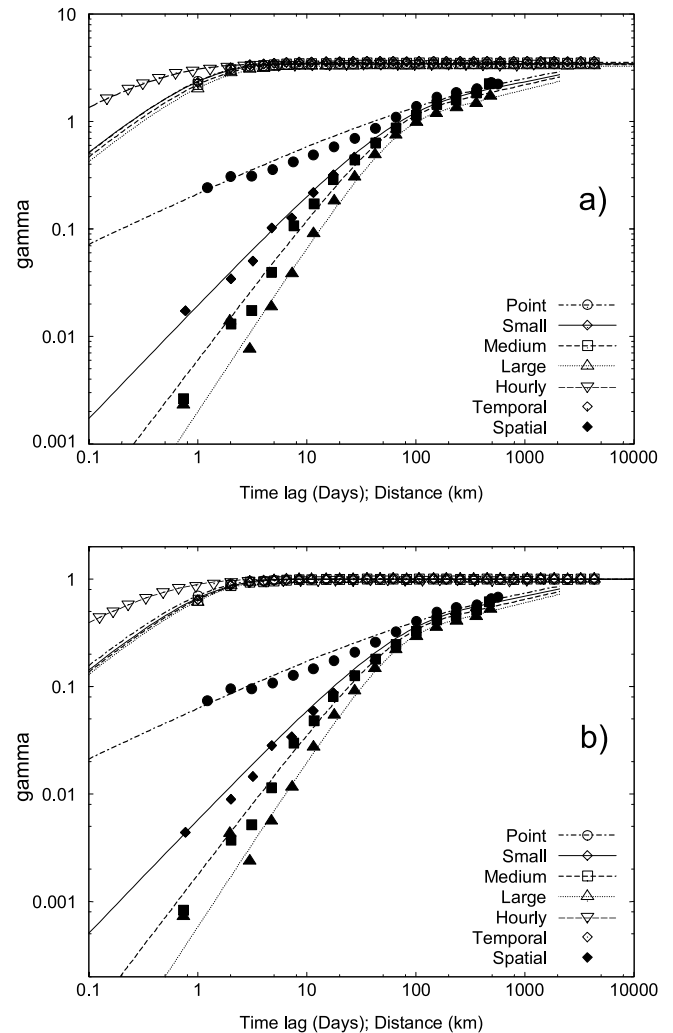 10
1
0.1
0.01
0.001
gamma
a)
Point
Small
Medium
Large
Hourly
Temporal
Spatial
0.1 1 10 100 1000 10000
Time lag (Days); Distance (km)
1
0.1
0.01
0.001
gamma
b)
Point
Small
Medium
Large
Hourly
Temporal
Spatial
0.1 1 10 100 1000 10000
Time lag (Days); Distance (km)